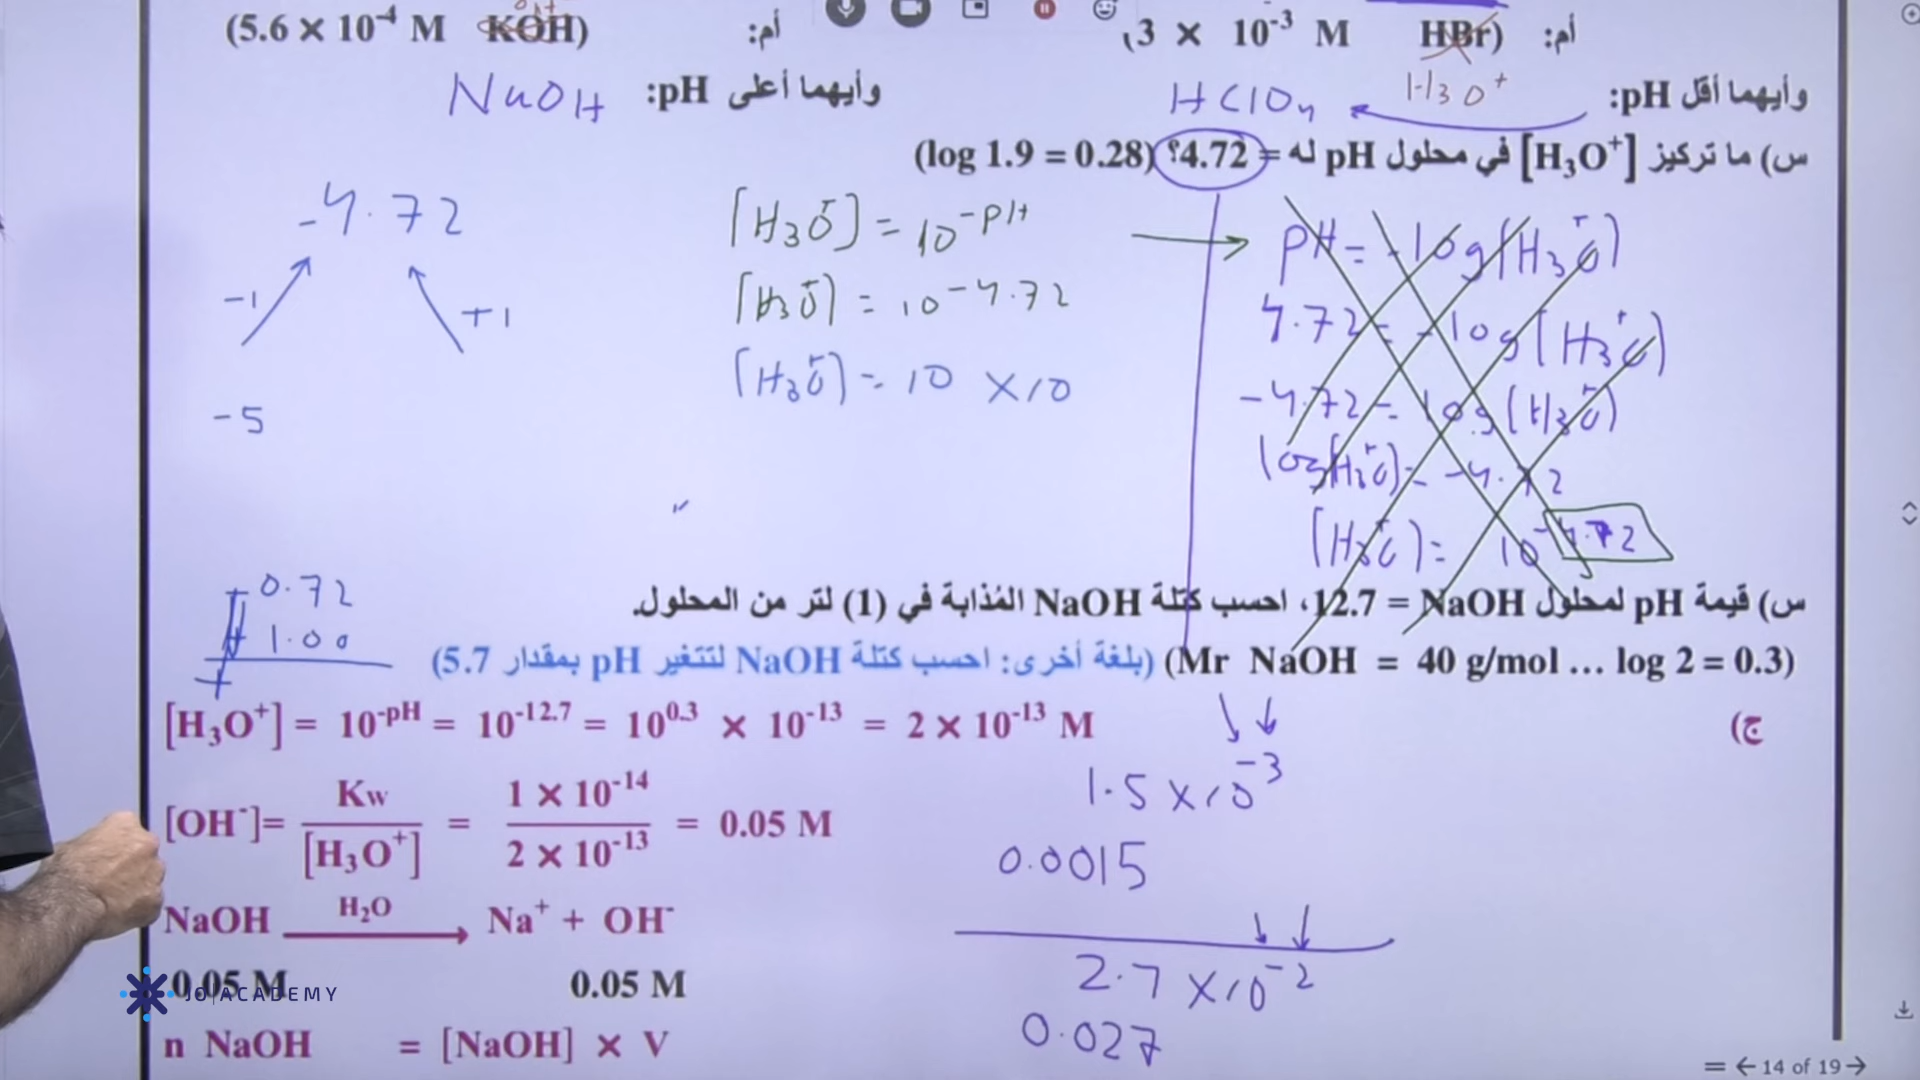 أم: HBr) 3 × 10⁻³ M أم: (5.6 × 10⁻⁴ M KOH)
وأيهما أقل pH: H₃O⁺ HClO₄ وأيهما أعلى pH: NaOH
س) ما تركيز [H₃O⁺] في محلول pH له = 4.72؟ (log 1.9 = 0.28)
pH = -log[H₃O⁺]
4.72 = -log[H₃O⁺]
-4.72 = log[H₃O⁺]
log[H₃O⁺] = -4.72
[H₃O⁺] = 10^-4.72
[H₃O⁺] = 10^-pH
[H₃O⁺] = 10^-4.72
[H₃O⁺] = 10 × 10
-4.72
-1 +1
-5
0.72
1.00
س) قيمة pH لمحلول NaOH = 12.7، احسب كتلة NaOH المُذابة في (1) لتر من المحلول.
(Mr NaOH = 40 g/mol ... log 2 = 0.3) (بلغة أخرى: احسب كتلة NaOH لتتغير pH بمقدار 5.7)
ج)
[H₃O⁺] = 10^-pH = 10^-12.7 = 10^0.3 × 10⁻¹³ = 2 × 10⁻¹³ M
[OH⁻] = Kw / [H₃O⁺] = 1 × 10⁻¹⁴ / 2 × 10⁻¹³ = 0.05 M
NaOH H₂O → Na⁺ + OH⁻
0.05 M 0.05 M
n NaOH = [NaOH] × V
1.5 × 10⁻³
0.0015
2.7 × 10⁻²
0.027
JO ACADEMY
14 of 19